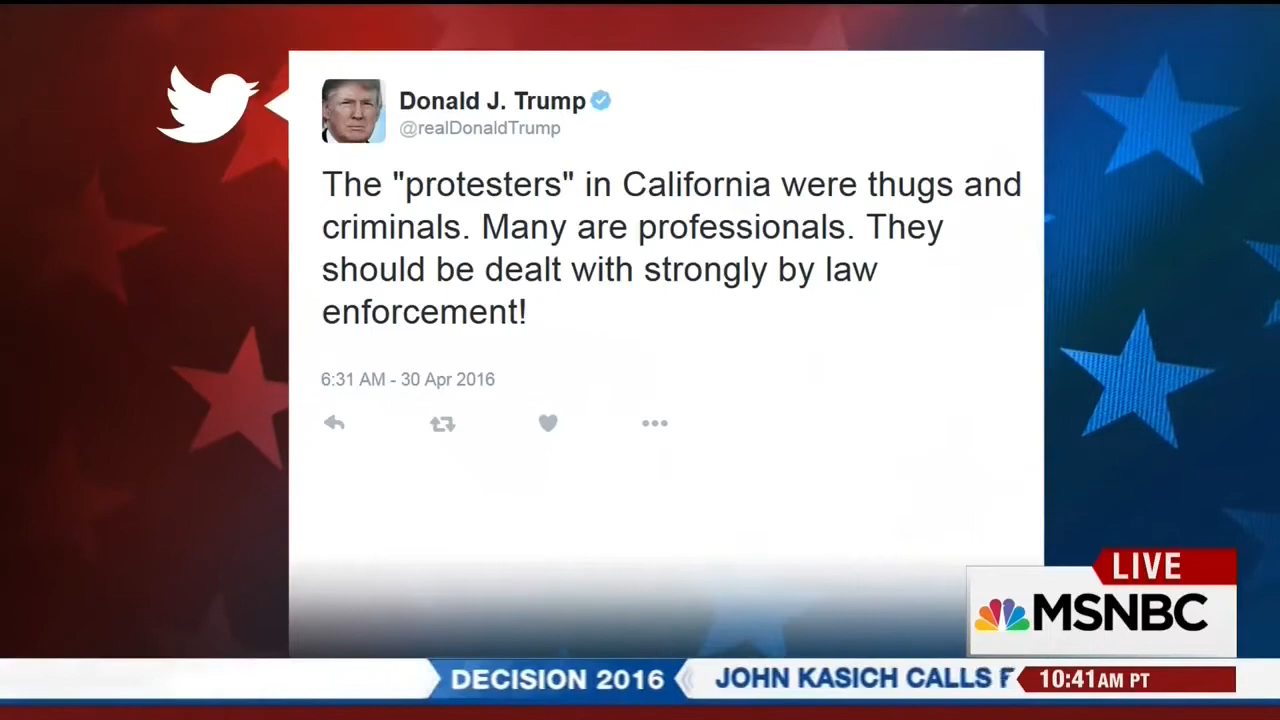 Donald J. Trump
@realDonaldTrump
The "protesters" in California were thugs and
criminals. Many are professionals. They
should be dealt with strongly by law
enforcement!
6:31 AM - 30 Apr 2016
LIVE
MSNBC
DECISION 2016
JOHN KASICH CALLS F
10:41AM PT